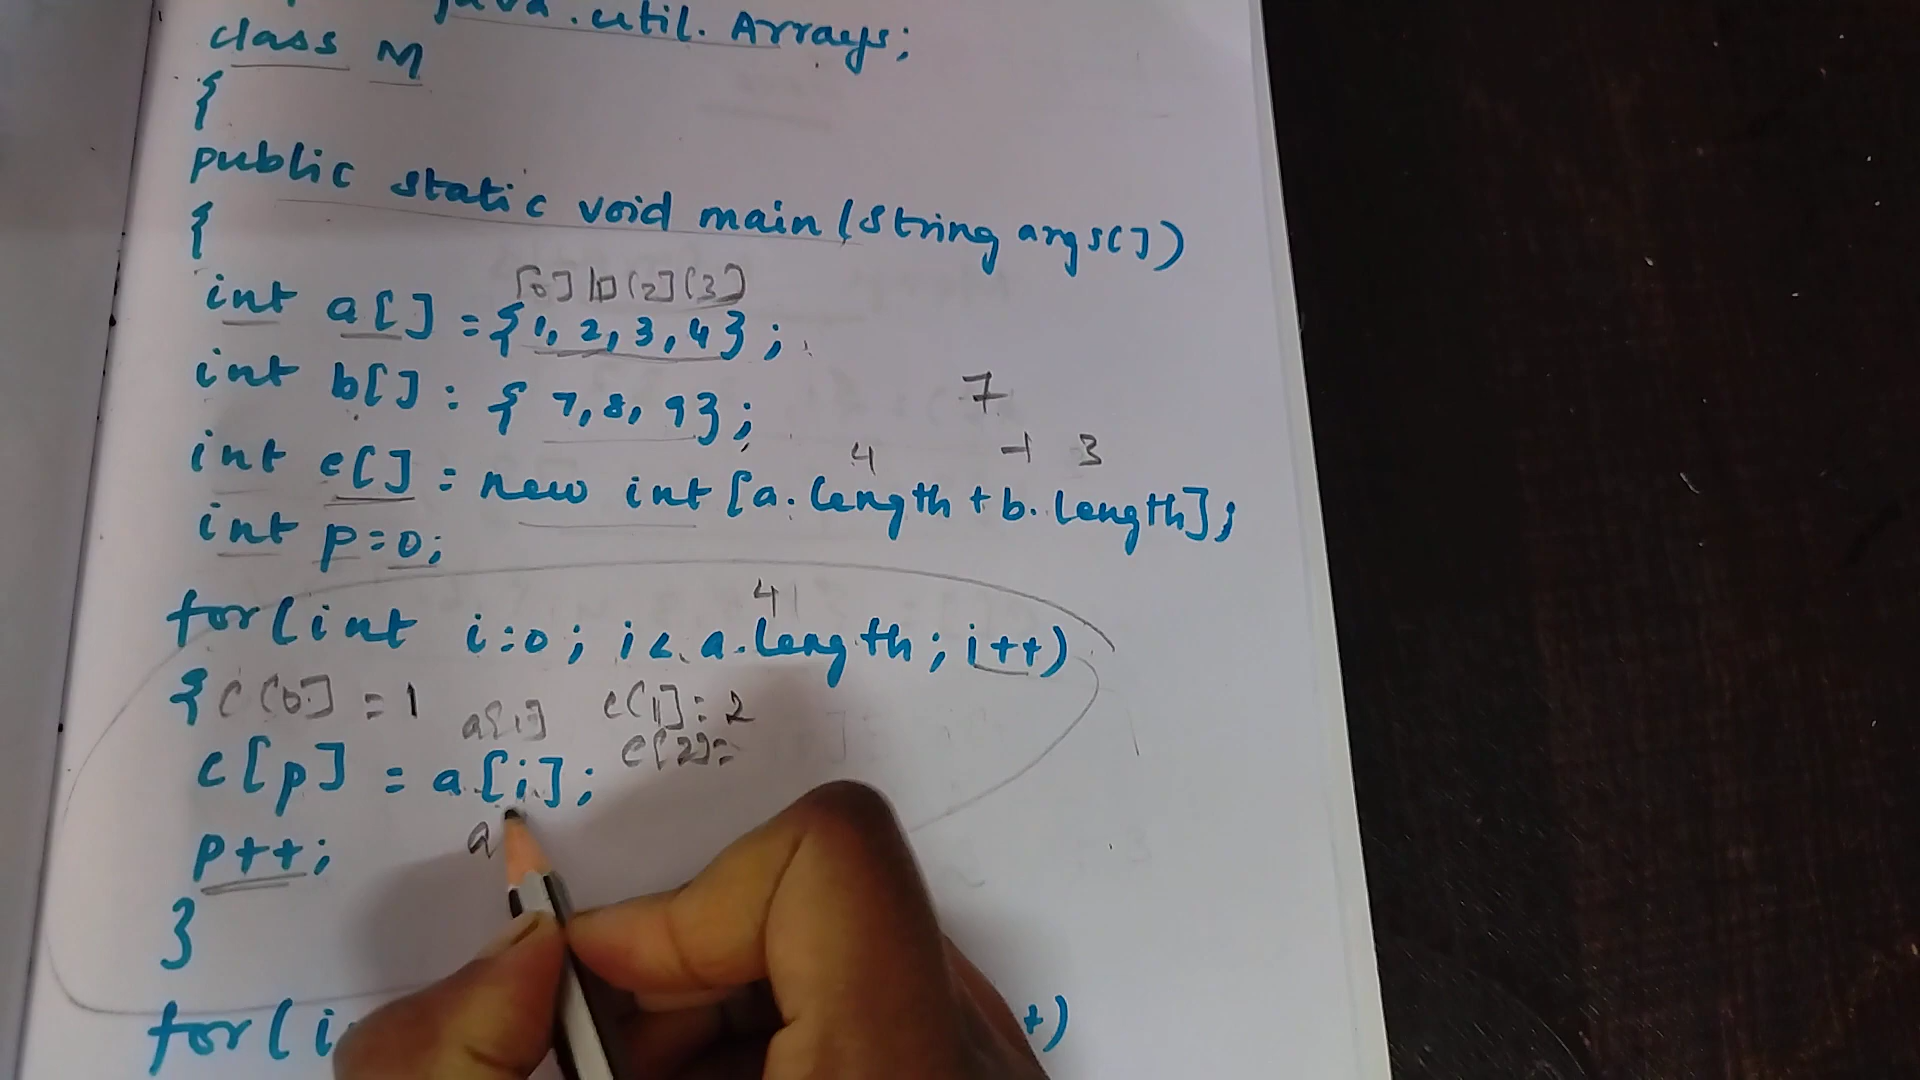 java.util.Arrays;
class M
{
public static void main(String args[])
{
[0] [1] [2] [3]
int a[] = {1, 2, 3, 4};
int b[] = { 7, 8, 9};
7
4 + 3
int c[] = new int [a.length + b.length];
int p=0;
4
for(int i=0; i< a.length; i++)
{ c[0] = 1 a[1] c[1]= 2
c[2]=
c[p] = a[i];
a
p++;
}
for(i +)